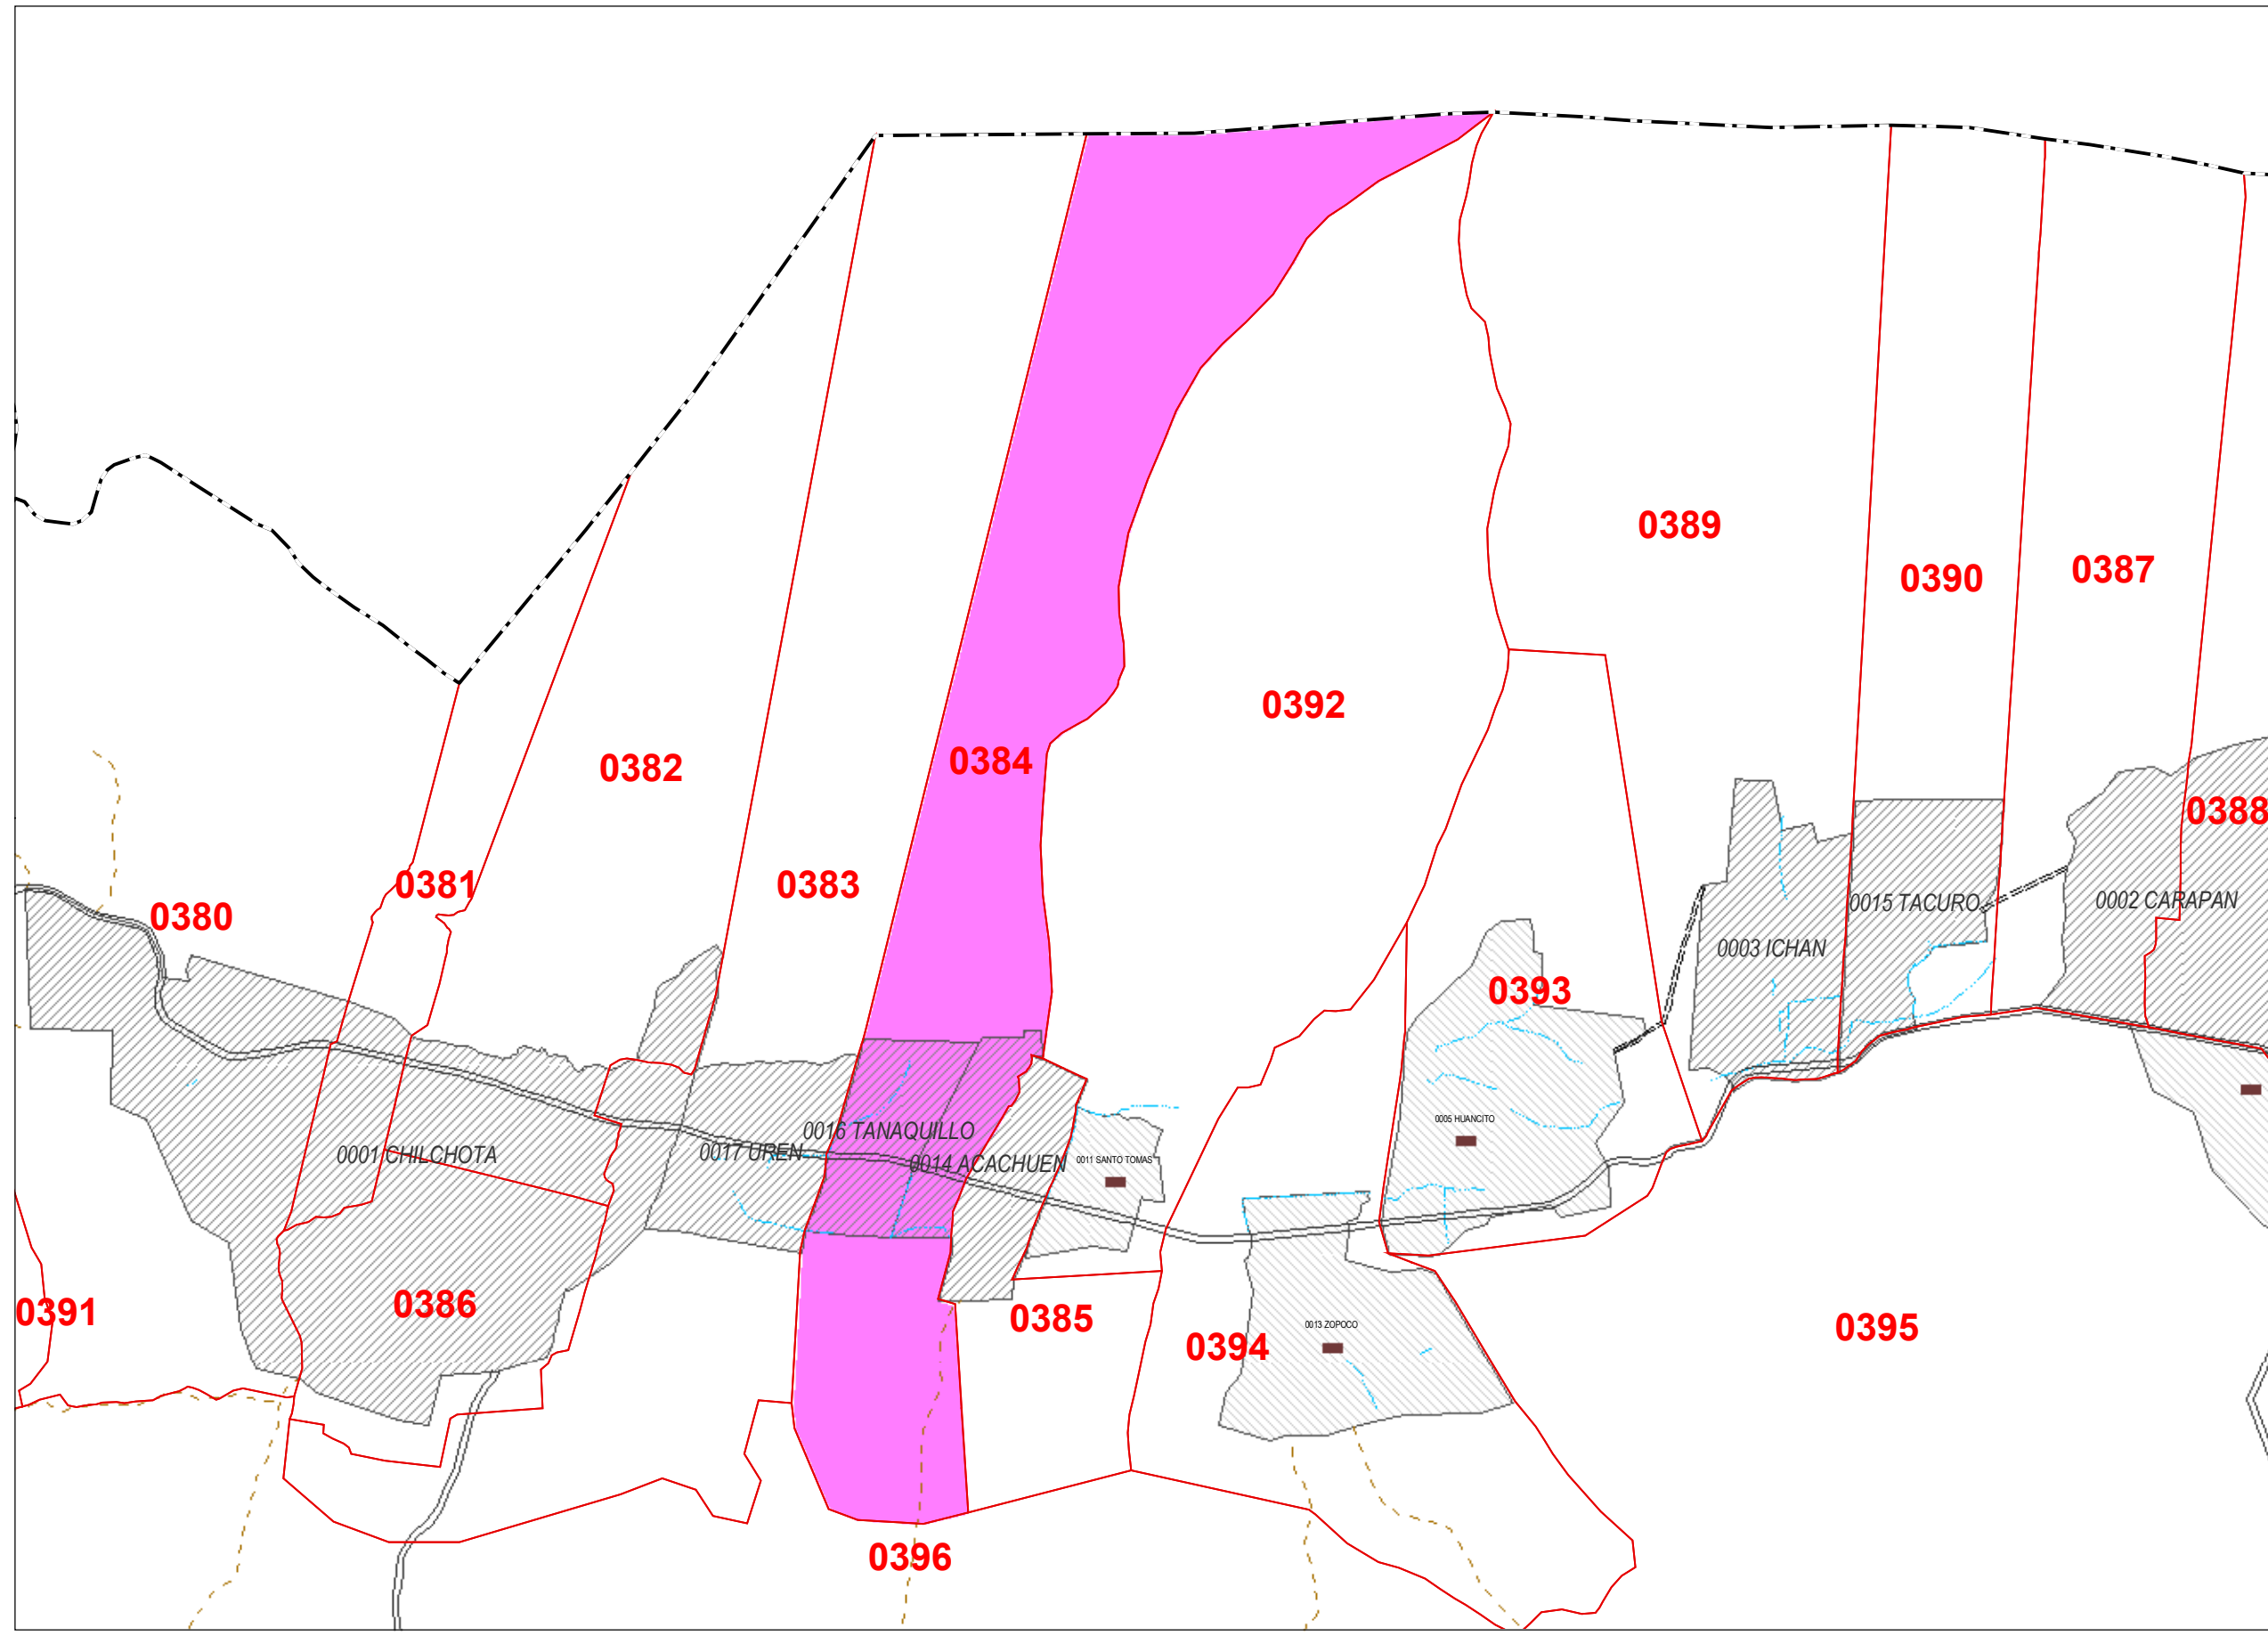 0389
0387
0390
0392
0384
0382
0388
0381
0383
0015 TACURO
0002 CARAPAN
0380
0003 ICHAN
0393
0005 HUANCITO
0016 TANAQUILLO
0001 CHILCHOTA
0017 UREN
0014 ACACHUEN
0011 SANTO TOMAS
0391
0386
0385
0013 ZOPOCO
0395
0394
0396